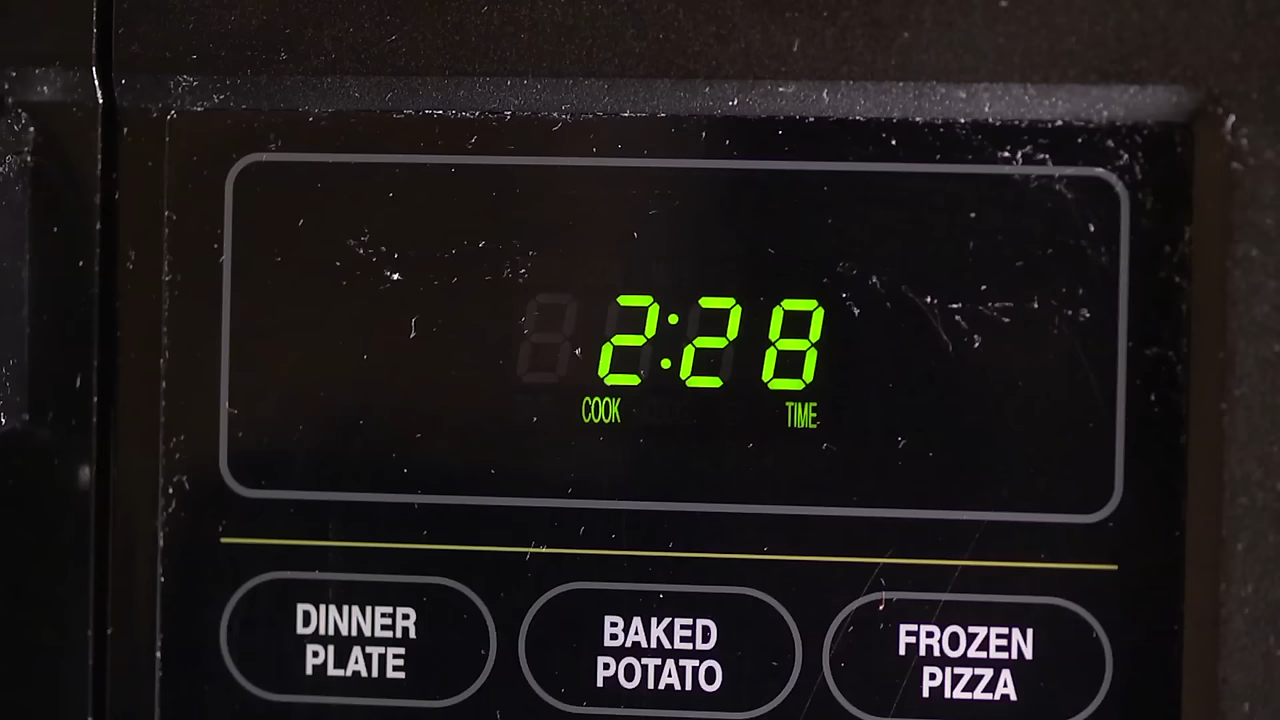 2:28
COOK TIME
DINNER PLATE
BAKED POTATO
FROZEN PIZZA